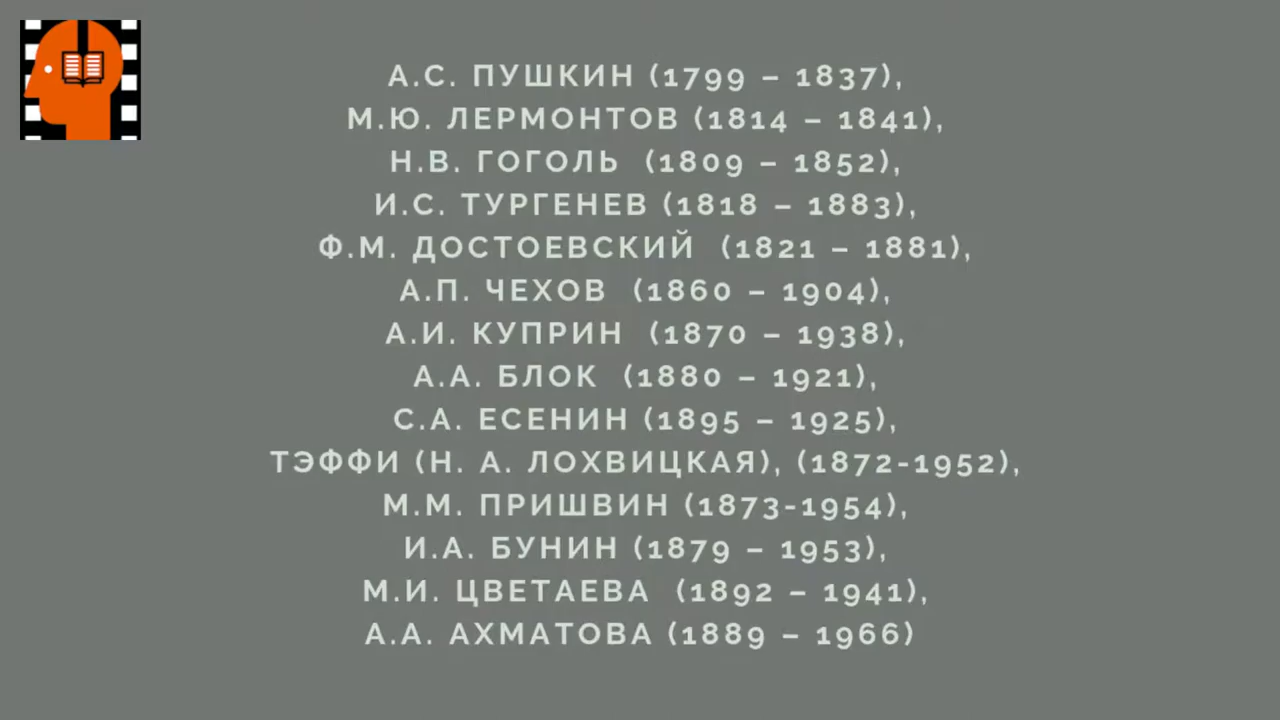 А.С. ПУШКИН (1799 – 1837),
М.Ю. ЛЕРМОНТОВ (1814 – 1841),
Н.В. ГОГОЛЬ (1809 – 1852),
И.С. ТУРГЕНЕВ (1818 – 1883),
Ф.М. ДОСТОЕВСКИЙ (1821 – 1881),
А.П. ЧЕХОВ (1860 – 1904),
А.И. КУПРИН (1870 – 1938),
А.А. БЛОК (1880 – 1921),
С.А. ЕСЕНИН (1895 – 1925),
ТЭФФИ (Н. А. ЛОХВИЦКАЯ), (1872-1952),
М.М. ПРИШВИН (1873-1954),
И.А. БУНИН (1879 – 1953),
М.И. ЦВЕТАЕВА (1892 – 1941),
А.А. АХМАТОВА (1889 – 1966)